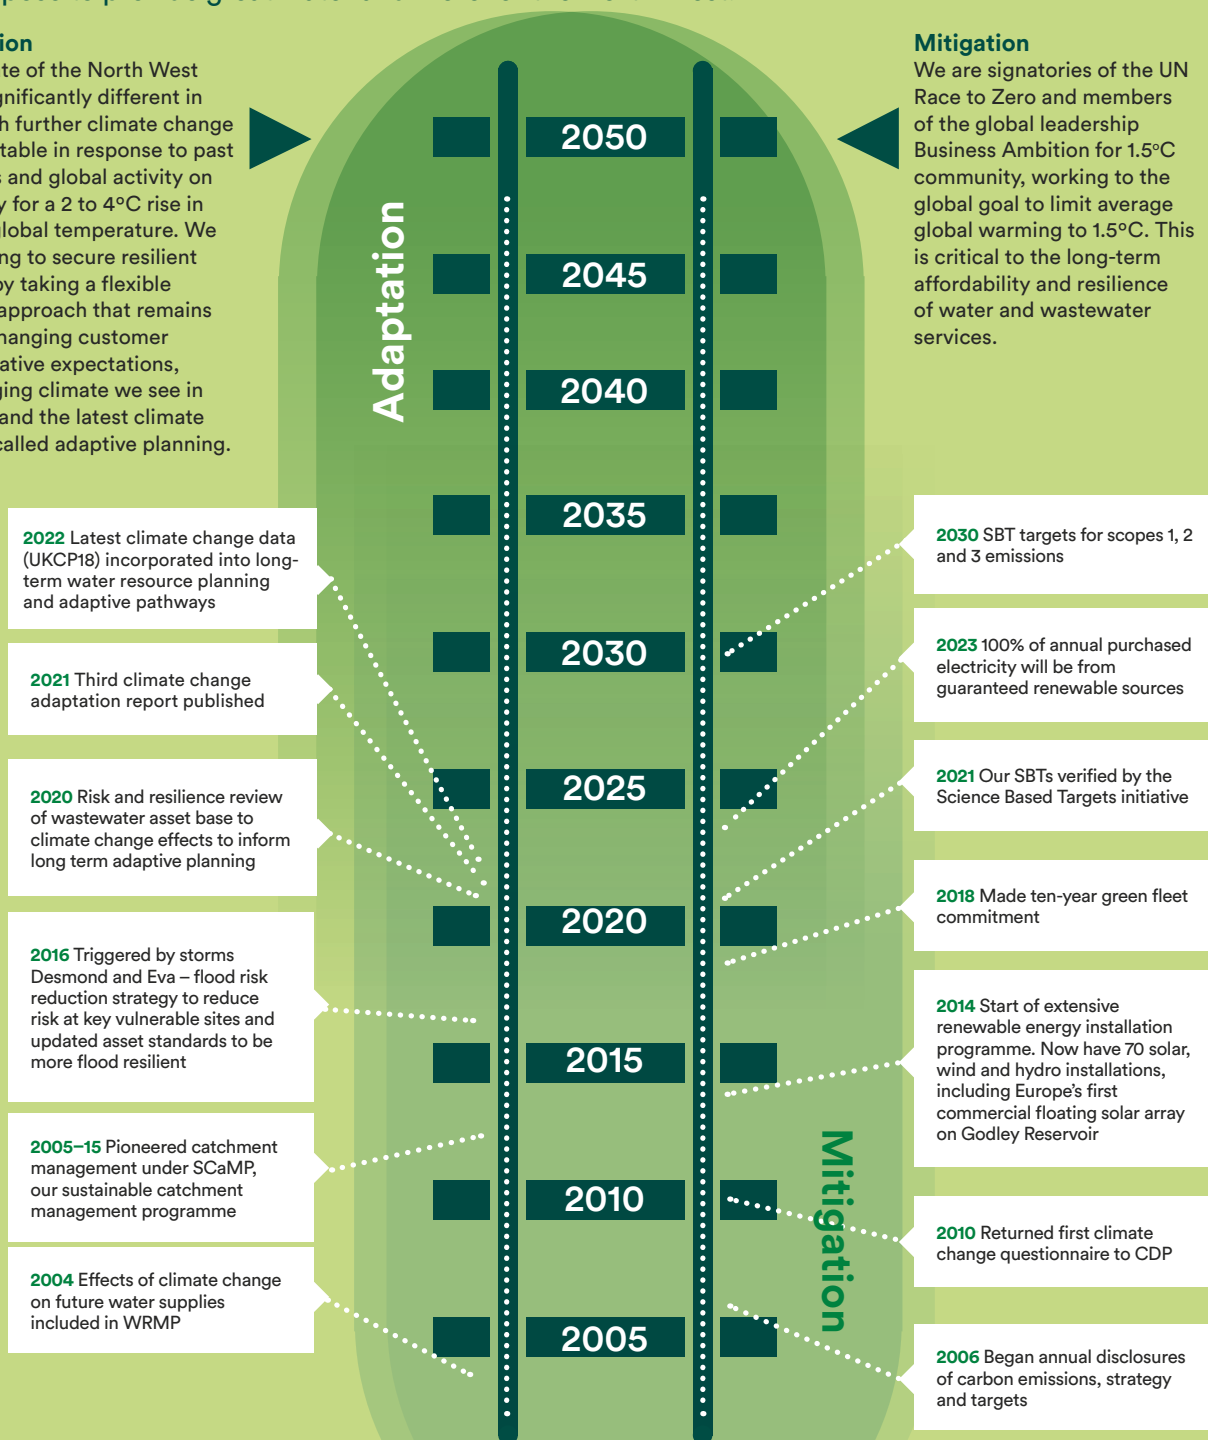 Mitigation
We are signatories of the UN
Race to Zero and members
of the global leadership
Business Ambition for 1.5ºC
community, working to the
global goal to limit average
global warming to 1.5ºC. This
is critical to the long-term
affordability and resilience
of water and wastewater
services.
of the North West
different in
further climate change
in response to past
and global activity on
for a 2 to 4ºC rise in
temperature. We
to secure resilient
by taking a flexible
approach that remains
customer
expectations,
climate we see in
and the latest climate
called adaptive planning.
Adaptation
2050
2045
2040
2035
2030
2025
2020
2015
2010
2005
Mitigation
2022 Latest climate change data
(UKCP18) incorporated into long-
term water resource planning
and adaptive pathways
2021 Third climate change
adaptation report published
2020 Risk and resilience review
of wastewater asset base to
climate change effects to inform
long term adaptive planning
2016 Triggered by storms
Desmond and Eva – flood risk
reduction strategy to reduce
risk at key vulnerable sites and
updated asset standards to be
more flood resilient
2005–15 Pioneered catchment
management under SCaMP,
our sustainable catchment
management programme
2004 Effects of climate change
on future water supplies
included in WRMP
2030 SBT targets for scopes 1, 2
and 3 emissions
2023 100% of annual purchased
electricity will be from
guaranteed renewable sources
2021 Our SBTs verified by the
Science Based Targets initiative
2018 Made ten-year green fleet
commitment
2014 Start of extensive
renewable energy installation
programme. Now have 70 solar,
wind and hydro installations,
including Europe's first
commercial floating solar array
on Godley Reservoir
2010 Returned first climate
change questionnaire to CDP
2006 Began annual disclosures
of carbon emissions, strategy
and targets